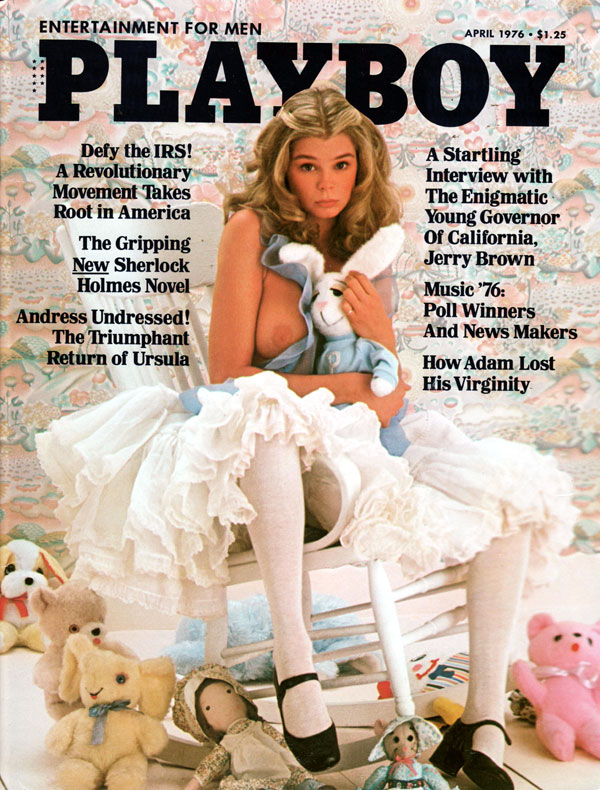 ENTERTAINMENT FOR MEN
APRIL 1976 • $1.25
PLAYBOY
Defy the IRS!
A Revolutionary
Movement Takes
Root in America
The Gripping
New Sherlock
Holmes Novel
Andress Undressed!
The Triumphant
Return of Ursula
A Startling
Interview with
The Enigmatic
Young Governor
Of California,
Jerry Brown
Music ’76:
Poll Winners
And News Makers
How Adam Lost
His Virginity